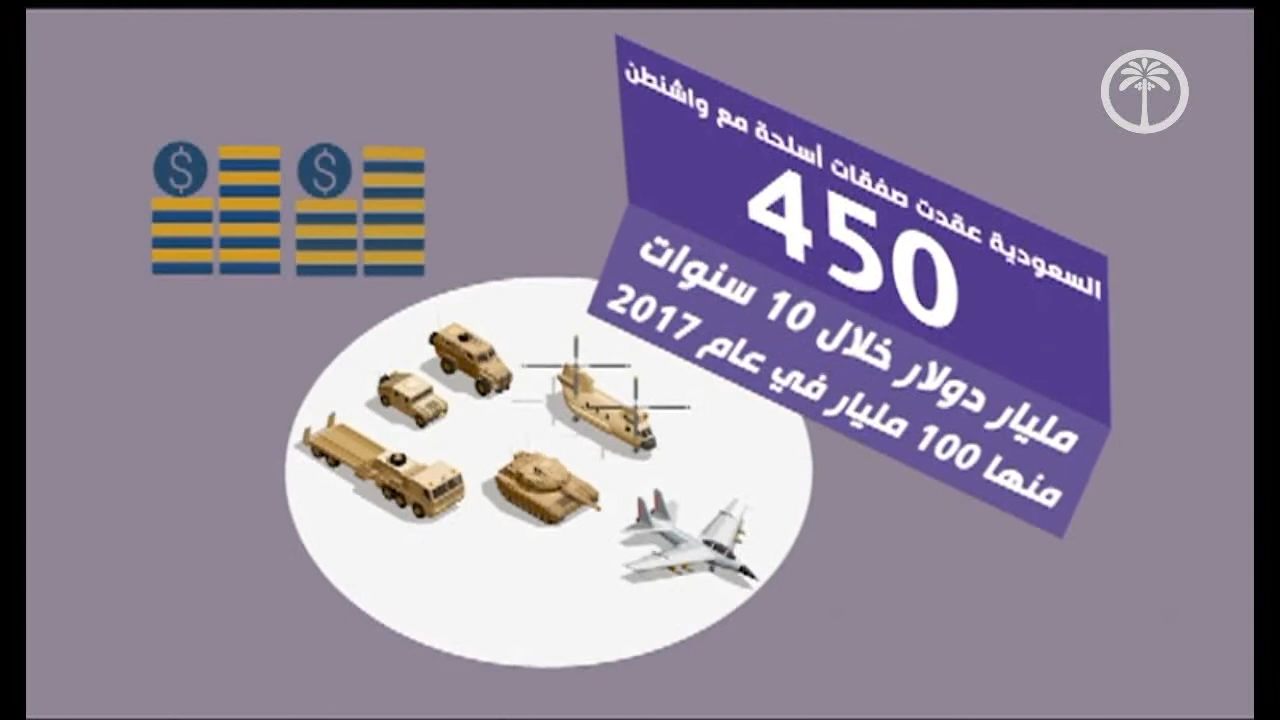 السعودية عقدت صفقات أسلحة مع واشنطن
450
مليار دولار خلال 10 سنوات
منها 100 مليار في عام 2017
$ $